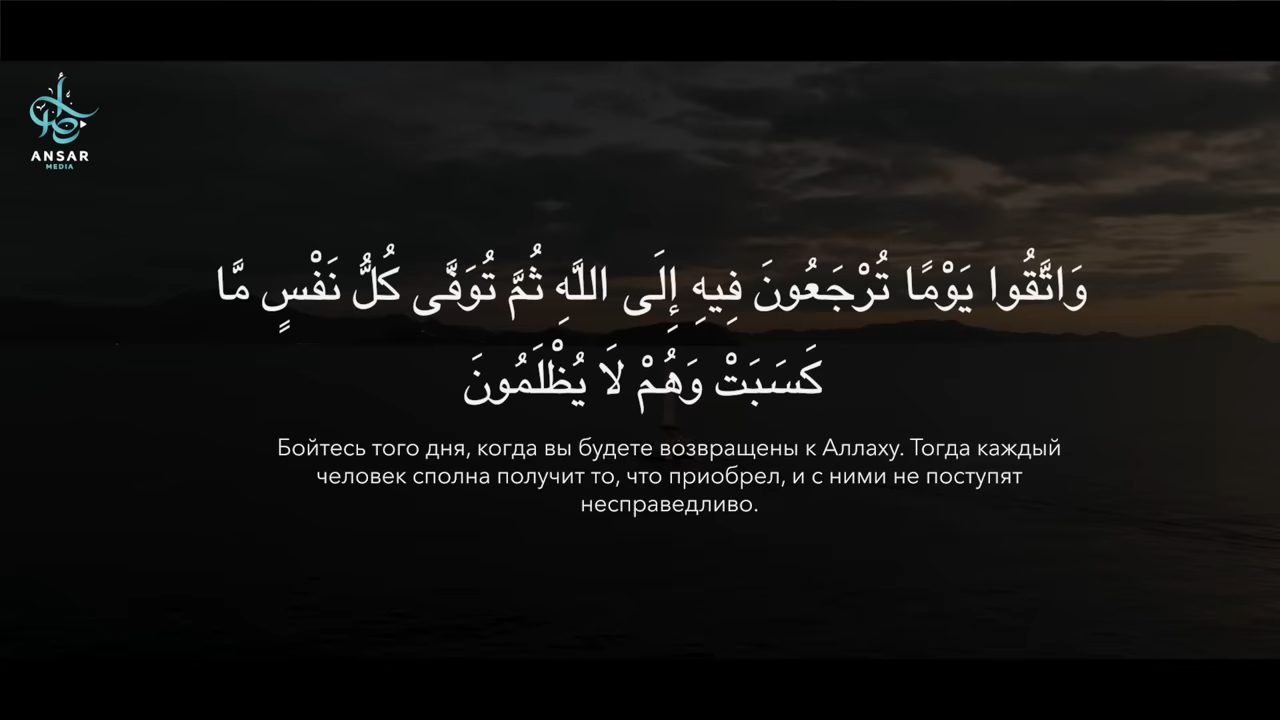 ANSAR
MEDIA
وَاتَّقُوا يَوْمًا تُرْجَعُونَ فِيهِ إِلَى اللَّهِ ثُمَّ تُوَفَّى كُلُّ نَفْسٍ مَّا
كَسَبَتْ وَهُمْ لَا يُظْلَمُونَ
Бойтесь того дня, когда вы будете возвращены к Аллаху. Тогда каждый
человек сполна получит то, что приобрел, и с ними не поступят
несправедливо.